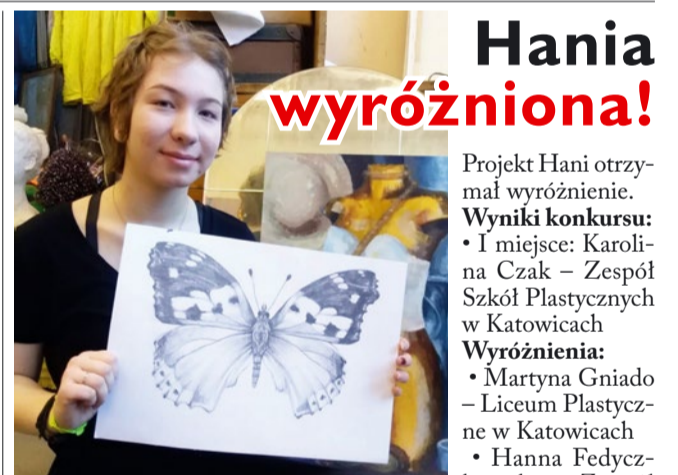 Hania
wyróżniona!
Projekt Hani otrzy-
mał wyróżnienie.
Wyniki konkursu:
• I miejsce: Karoli-
na Czak – Zespół
Szkół Plastycznych
w Katowicach
Wyróżnienia:
• Martyna Gniado
– Liceum Plastycz-
ne w Katowicach
• Hanna Fedycz-